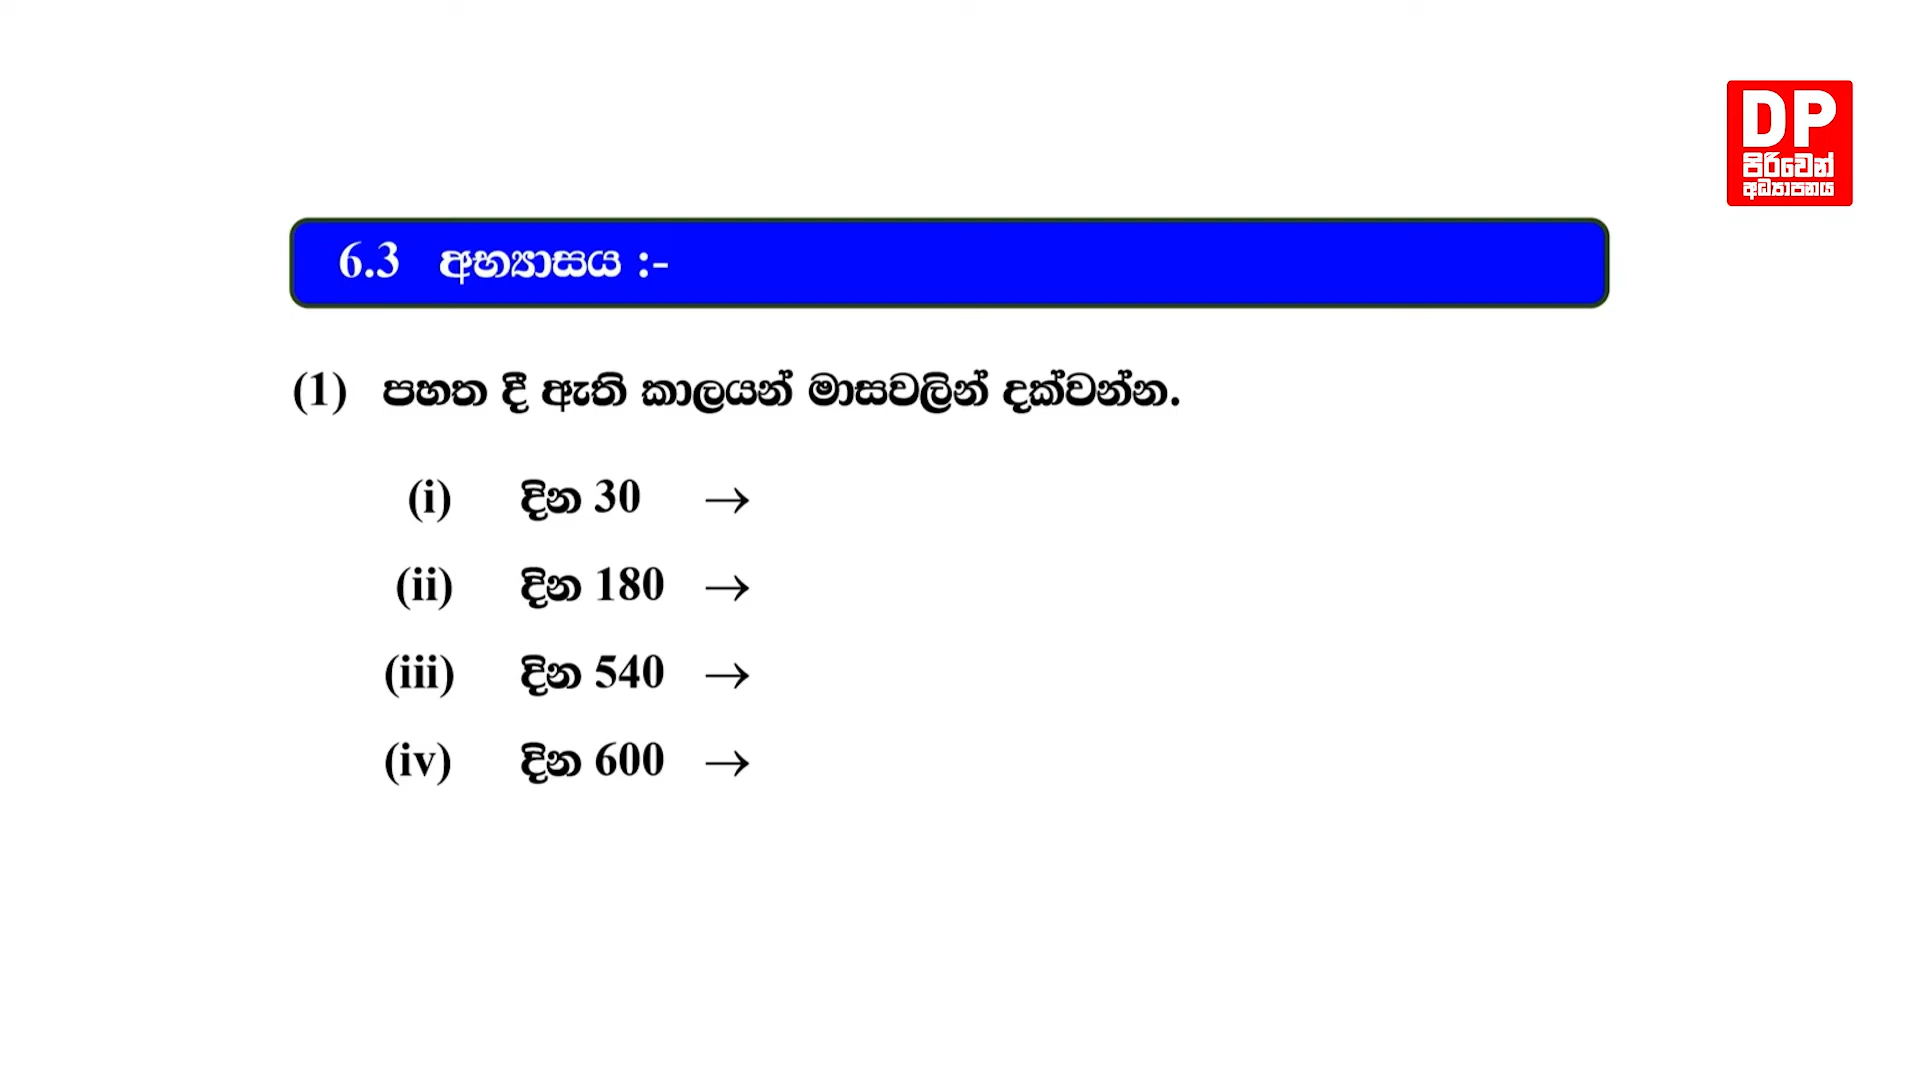 DP
පිරිවෙන්
අධ්‍යාපනය
6.3 අභ්‍යාසය :-
(1) පහත දී ඇති කාලයන් මාසවලින් දක්වන්න.
(i) දින 30 →
(ii) දින 180 →
(iii) දින 540 →
(iv) දින 600 →